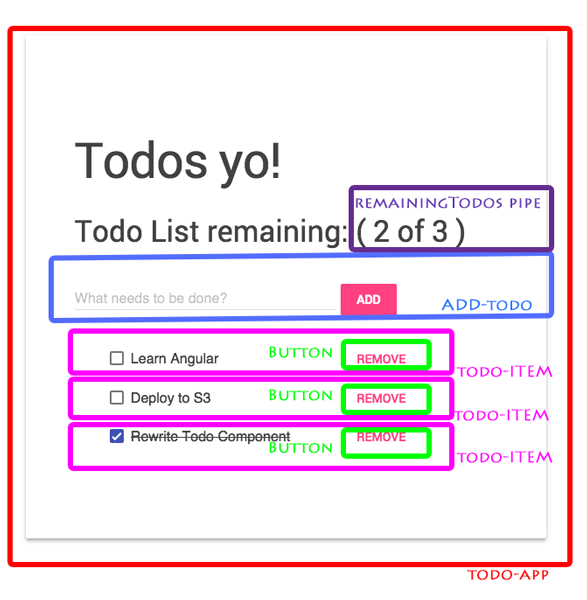 Todos yo!
remainingTodos pipe
Todo List remaining: ( 2 of 3 )
What needs to be done?
ADD
ADD-todo
Learn Angular
Button
REMOVE
todo-ITEM
Deploy to S3
Button
REMOVE
todo-ITEM
Rewrite Todo Component
Button
REMOVE
todo-ITEM
todo-app